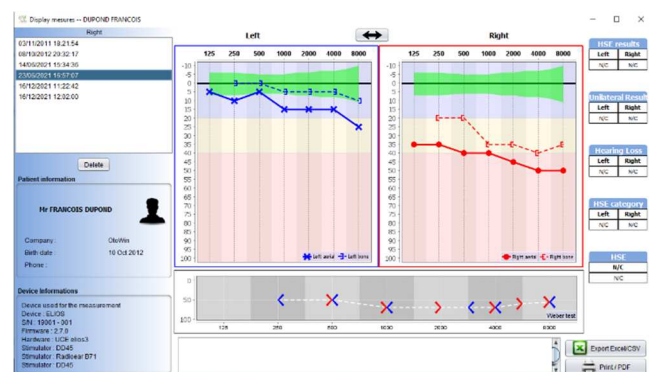 Display mesures -- DUPOND FRANCOIS
Right
03/11/2011 19:21:54
08/10/2012 20:32:17
14/06/2021 15:34:36
23/06/2021 16:57:07
16/12/2021 11:22:42
16/12/2021 12:02:00
Delete
Patient information
Mr FRANCOIS DUPOND
Company :
Birth date : 10 Oct 2012
Phone :
Device Informations
Device used for the measurement
Device : ELIOS
S/N : 19001 - 001
Firmware : 2.7.0
Hardware : UCE elios3
Stimulator : DD45
Stimulator : Radioear B71
Stimulator : DD45
Left
125 250 500 1000 2000 4000 8000
-10
-5
0
5
10
15
20
25
30
35
40
45
50
55
60
65
70
75
80
85
90
95
100
Left aerial Left bone
Right
125 250 500 1000 2000 4000 8000
-10
-5
0
5
10
15
20
25
30
35
40
45
50
55
60
65
70
75
80
85
90
95
100
Right aerial Right bone
0
50
100
125 250 500 1000 2000 4000 8000
Weber test
HSE results
Left Right
N/C N/C
Unilateral Result
Left Right
N/C N/C
Hearing Loss
Left Right
N/C N/C
HSE category
Left Right
N/C N/C
HSE
N/C
N/C
Export Excel/CSV
Print / PDF